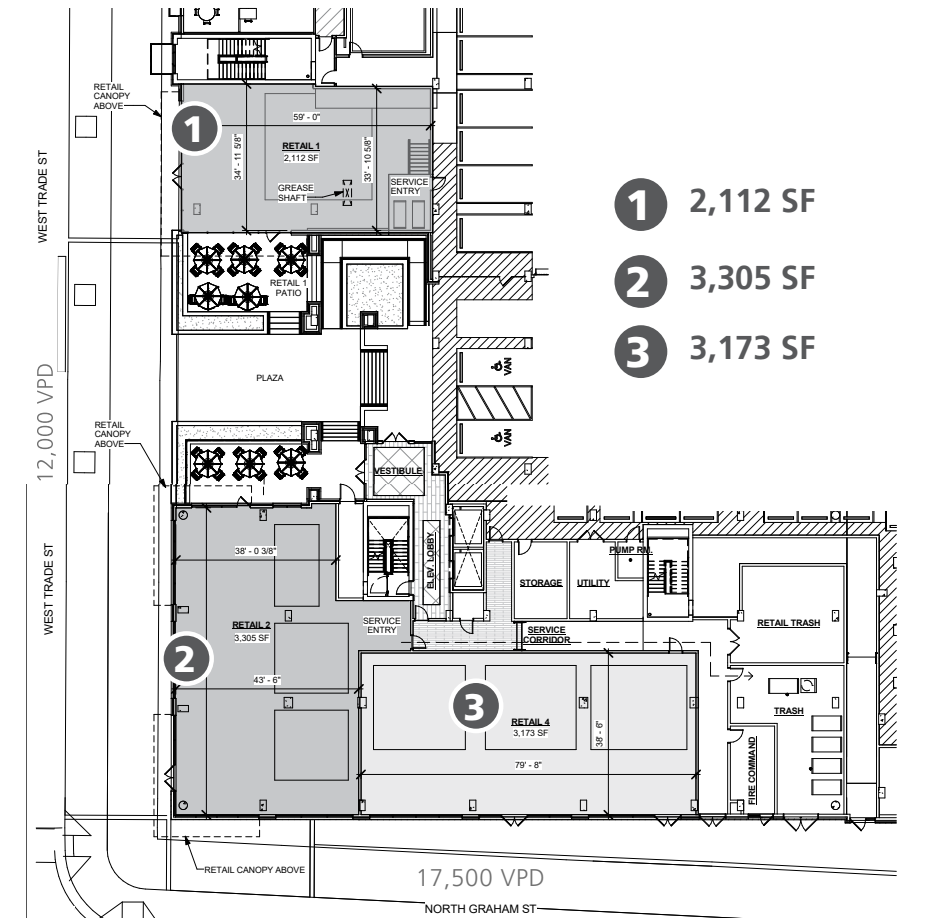 RETAIL
CANOPY
ABOVE
1
59' - 0"
RETAIL 1
2,112 SF
34' - 11 5/8"
33' - 10 5/8"
GREASE
SHAFT
SERVICE
ENTRY
WEST TRADE ST
RETAIL 1
PATIO
1 2,112 SF
2 3,305 SF
3 3,173 SF
VAN
VAN
PLAZA
12,000 VPD
RETAIL
CANOPY
ABOVE
VESTIBULE
38' - 0 3/8"
ELEV. LOBBY
PUMP RM.
STORAGE
UTILITY
WEST TRADE ST
RETAIL 2
3,305 SF
SERVICE
ENTRY
SERVICE
CORRIDOR
RETAIL TRASH
2
43' - 6"
3
RETAIL 4
3,173 SF
38' - 6"
79' - 8"
TRASH
FIRE COMMAND
RETAIL CANOPY ABOVE
17,500 VPD
NORTH GRAHAM ST